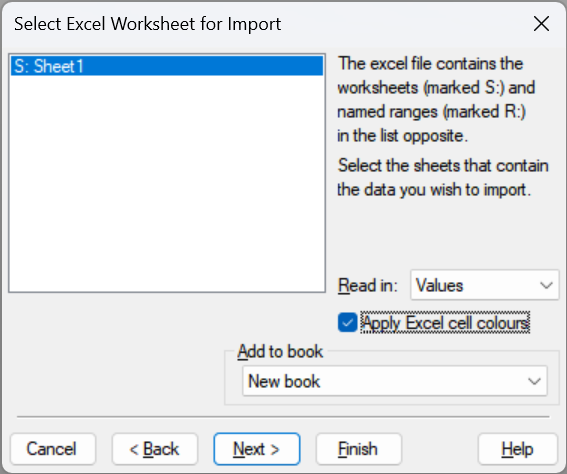 Select Excel Worksheet for Import
S: Sheet1
The excel file contains the
worksheets (marked S:) and
named ranges (marked R:)
in the list opposite.
Select the sheets that contain
the data you wish to import.
Read in: Values
Apply Excel cell colours
Add to book
New book
Cancel < Back Next > Finish Help